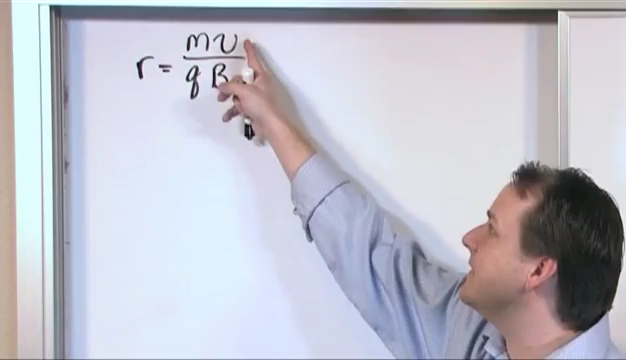 r = mv / qB